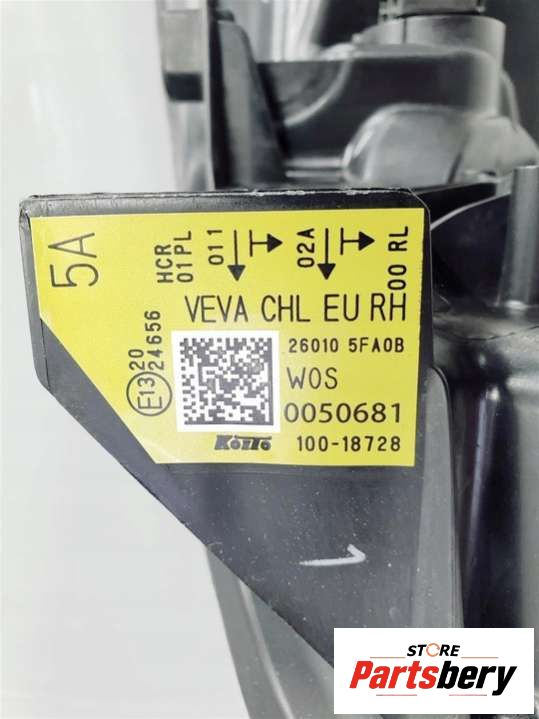 5A
HCR
01PL
011
02A
00 RL
E13
20
24656
VEVA CHL EU RH
26010 5FA0B
WOS
0050681
KOITO
100-18728
STORE
Partsbery